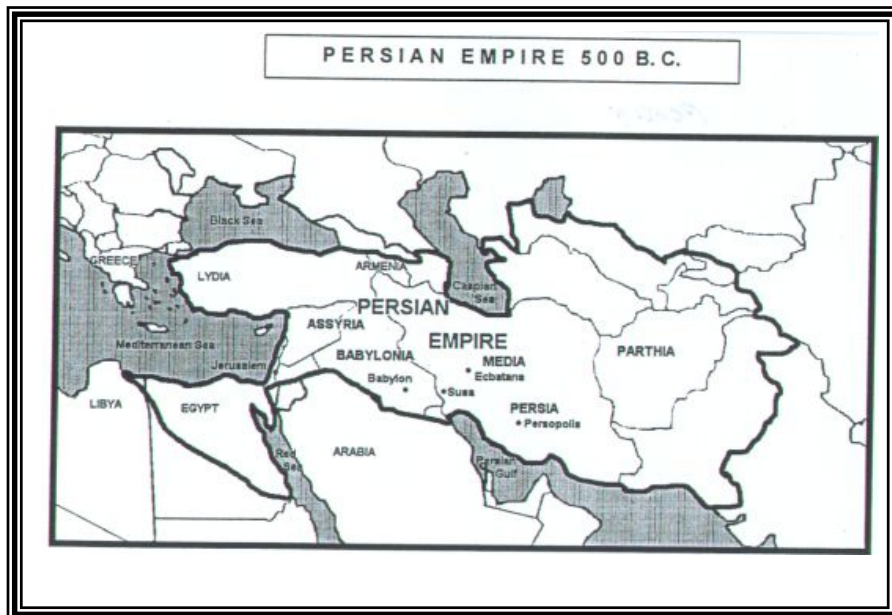 PERSIAN EMPIRE 500 B.C.
Black Sea
GREECE
LYDIA
ARMENIA
Caspian
Sea
PERSIAN
ASSYRIA
EMPIRE
Mediterranean Sea
Jerusalem
BABYLONIA
MEDIA
PARTHIA
Ecbatana
Babylon
Susa
LIBYA
EGYPT
PERSIA
Persopolis
Red
Sea
ARABIA
Persian
Gulf